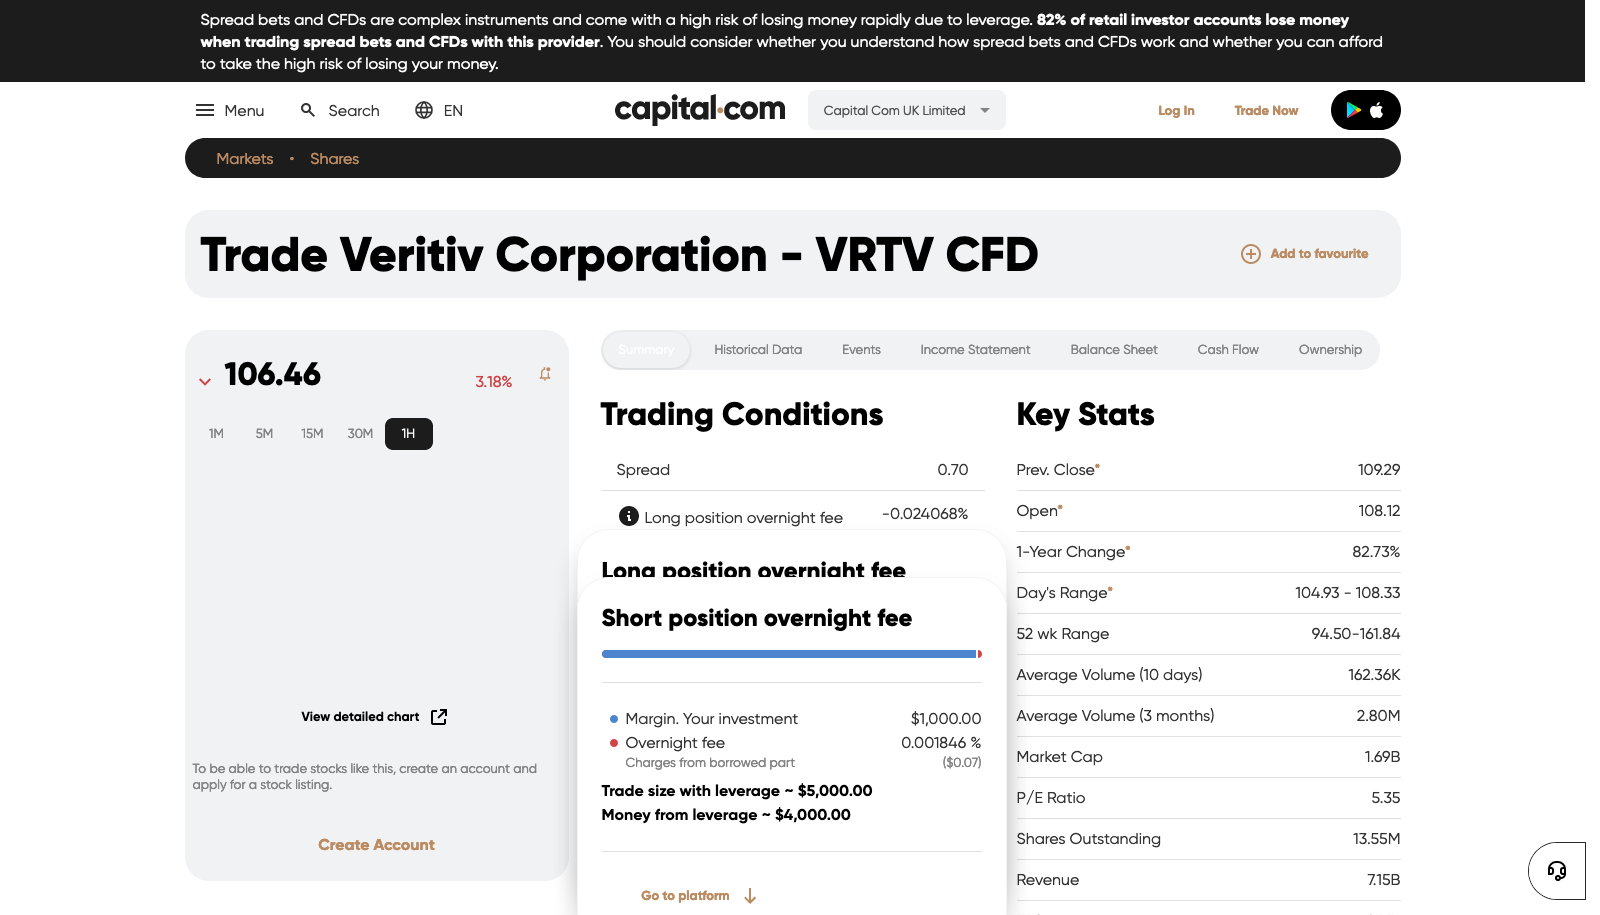 Spread bets and CFDs are complex instruments and come with a high risk of losing money rapidly due to leverage. 82% of retail investor accounts lose money
when trading spread bets and CFDs with this provider. You should consider whether you understand how spread bets and CFDs work and whether you can afford
to take the high risk of losing your money.
Menu Search EN capital.com Capital Com UK Limited Log In Trade Now
Markets • Shares
Trade Veritiv Corporation - VRTV CFD
Add to favourite
106.46 3.18%
1M 5M 15M 30M 1H
View detailed chart
To be able to trade stocks like this, create an account and
apply for a stock listing.
Create Account
Summary Historical Data Events Income Statement Balance Sheet Cash Flow Ownership
Trading Conditions
Spread 0.70
Long position overnight fee -0.024068%
Long position overnight fee
Short position overnight fee
Margin. Your investment $1,000.00
Overnight fee 0.001846 %
Charges from borrowed part ($0.07)
Trade size with leverage ~ $5,000.00
Money from leverage ~ $4,000.00
Go to platform
Key Stats
Prev. Close* 109.29
Open* 108.12
1-Year Change* 82.73%
Day's Range* 104.93 - 108.33
52 wk Range 94.50-161.84
Average Volume (10 days) 162.36K
Average Volume (3 months) 2.80M
Market Cap 1.69B
P/E Ratio 5.35
Shares Outstanding 13.55M
Revenue 7.15B